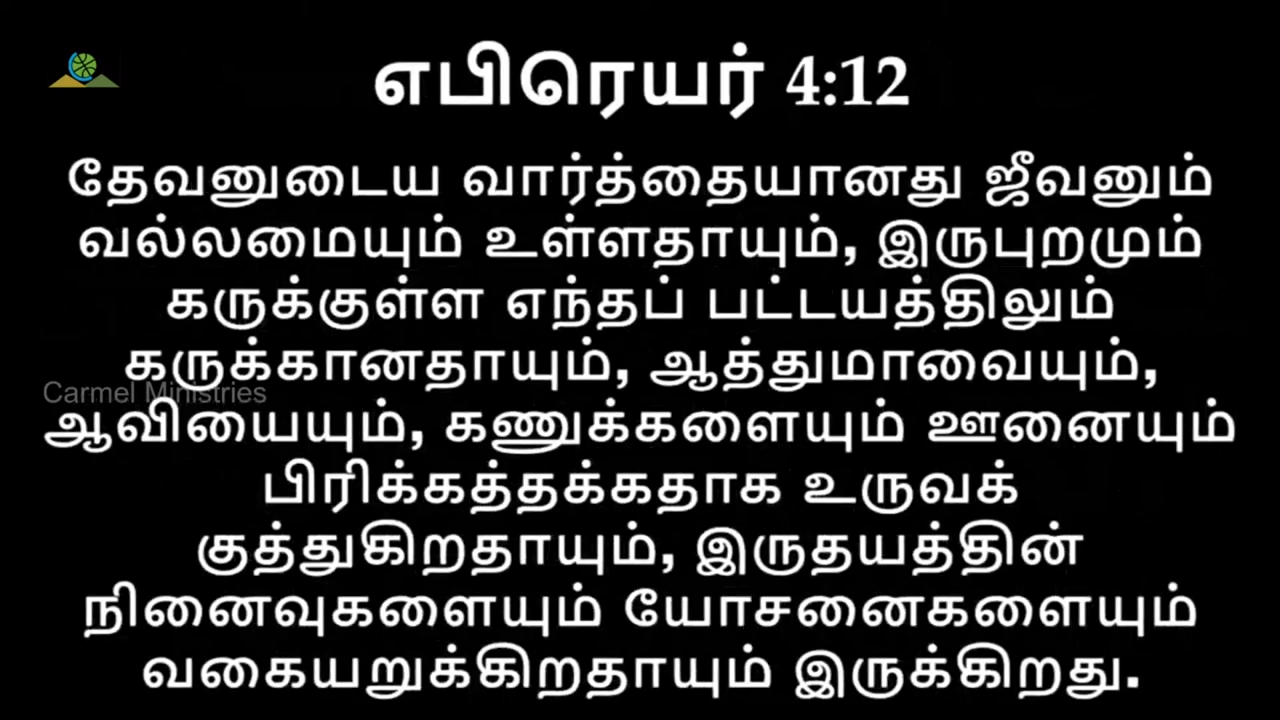 எபிரெயர் 4:12
தேவனுடைய வார்த்தையானது ஜீவனும்
வல்லமையும் உள்ளதாயும், இருபுறமும்
கருக்குள்ள எந்தப் பட்டயத்திலும்
கருக்கானதாயும், ஆத்துமாவையும்,
Carmel Ministries
ஆவியையும், கணுக்களையும் ஊனையும்
பிரிக்கத்தக்கதாக உருவக்
குத்துகிறதாயும், இருதயத்தின்
நினைவுகளையும் யோசனைகளையும்
வகையறுக்கிறதாயும் இருக்கிறது.